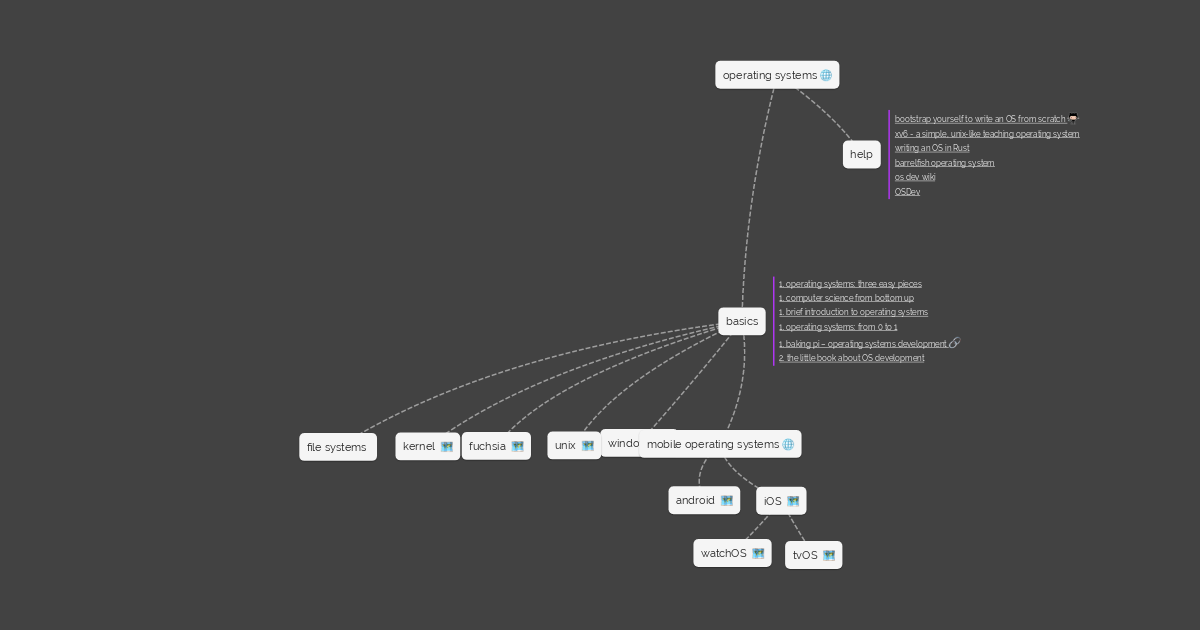 operating systems
bootstrap yourself to write an OS from scratch
xv6 - a simple, unix-like teaching operating system
writing an OS in Rust
barrelfish operating system
os dev wiki
OSDev
help
1. operating systems: three easy pieces
1. computer science from bottom up
1. brief introduction to operating systems
1. operating systems: from 0 to 1
1. baking pi – operating systems development
2. the little book about OS development
basics
file systems
kernel
fuchsia
unix
windo
mobile operating systems
android
iOS
watchOS
tvOS